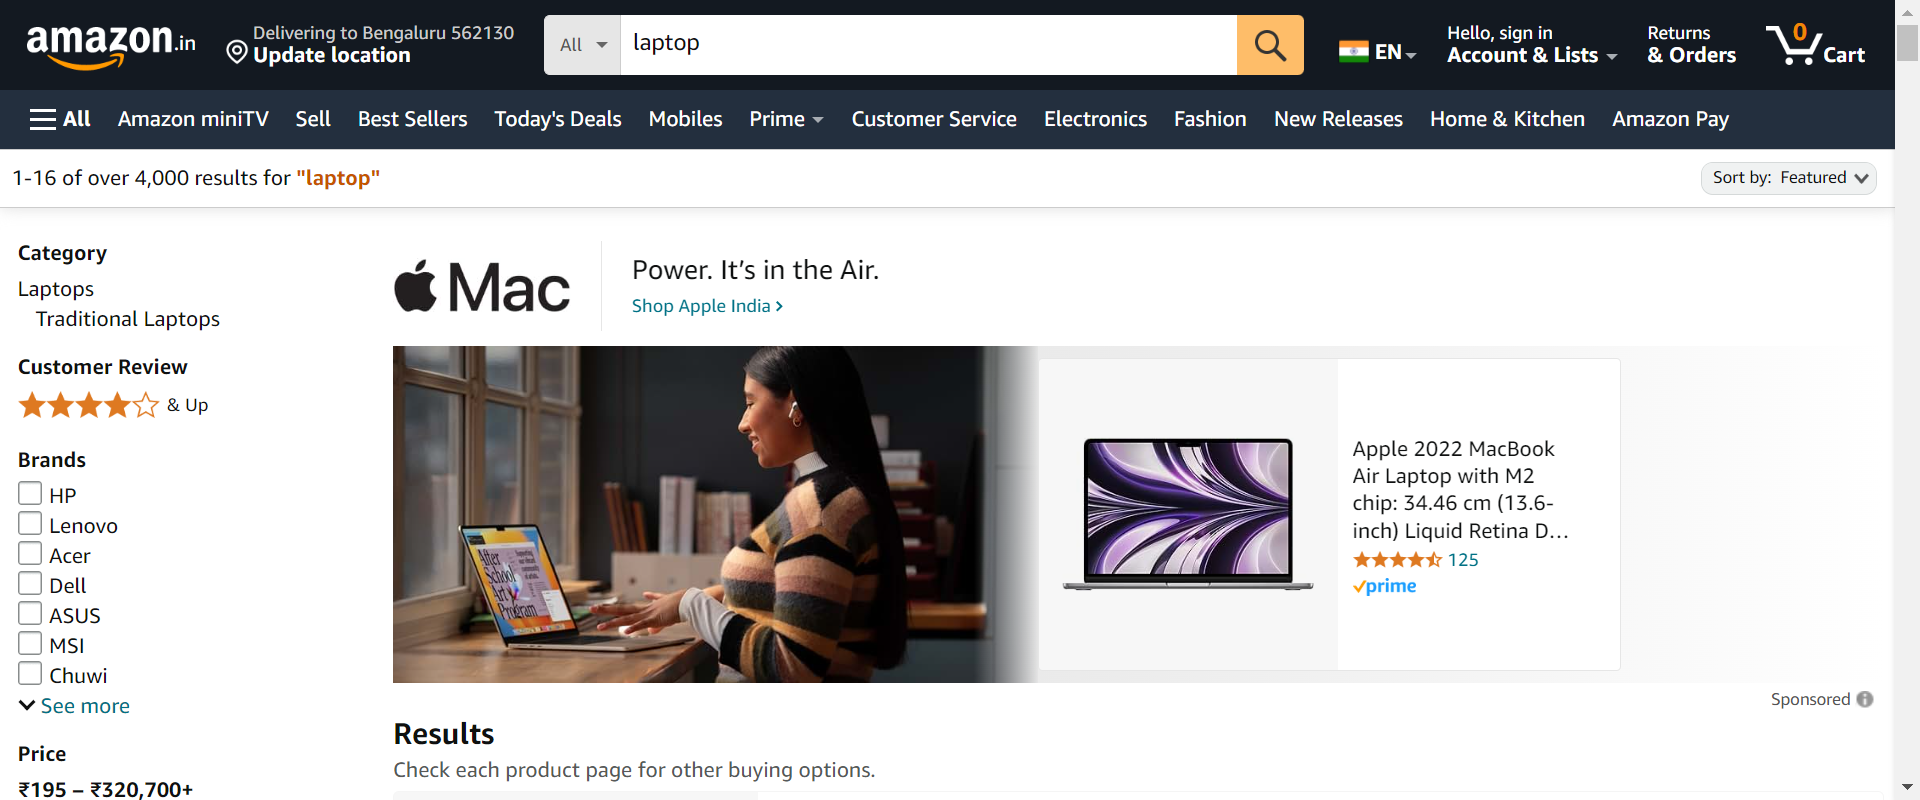 amazon.in
Delivering to Bengaluru 562130
Update location
All
laptop
EN
Hello, sign in
Account & Lists
Returns
& Orders
0
Cart
All
Amazon miniTV
Sell
Best Sellers
Today's Deals
Mobiles
Prime
Customer Service
Electronics
Fashion
New Releases
Home & Kitchen
Amazon Pay
1-16 of over 4,000 results for "laptop"
Sort by: Featured
Category
Laptops
Traditional Laptops
Customer Review
& Up
Brands
HP
Lenovo
Acer
Dell
ASUS
MSI
Chuwi
See more
Price
₹195 – ₹320,700+
Mac
Power. It's in the Air.
Shop Apple India
After
School
Art
Program
Apple 2022 MacBook
Air Laptop with M2
chip: 34.46 cm (13.6-
inch) Liquid Retina D...
125
prime
Sponsored
Results
Check each product page for other buying options.